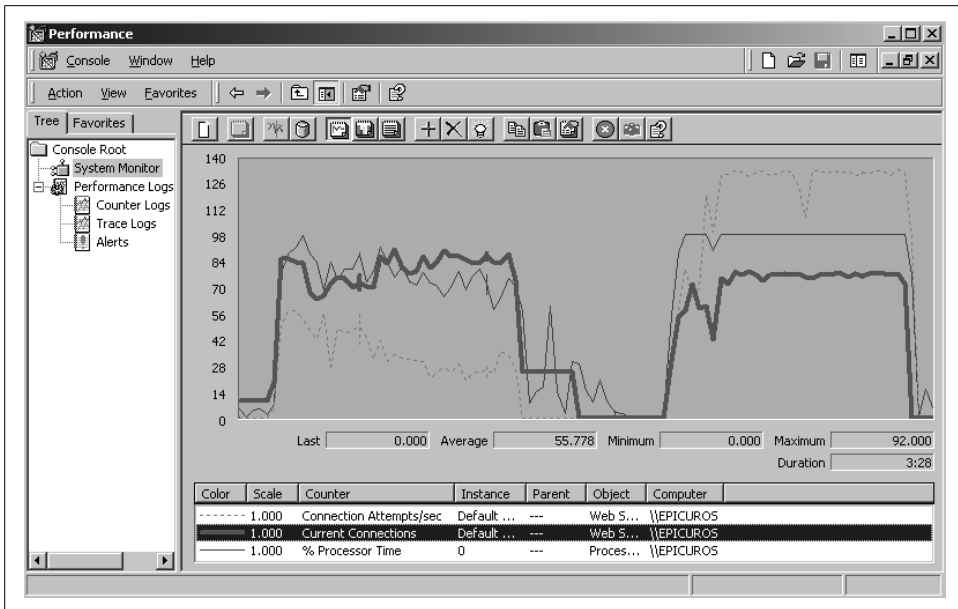 Performance
Console Window Help
Action View Favorites
Tree Favorites
Console Root
System Monitor
Performance Logs
Counter Logs
Trace Logs
Alerts
140
126
112
98
84
70
56
42
28
14
0
Last 0.000 Average 55.778 Minimum 0.000 Maximum 92.000
Duration 3:28
Color Scale Counter Instance Parent Object Computer
1.000 Connection Attempts/sec Default ... --- Web S... \\EPICUROS
1.000 Current Connections Default ... --- Web S... \\EPICUROS
1.000 % Processor Time 0 --- Proces... \\EPICUROS